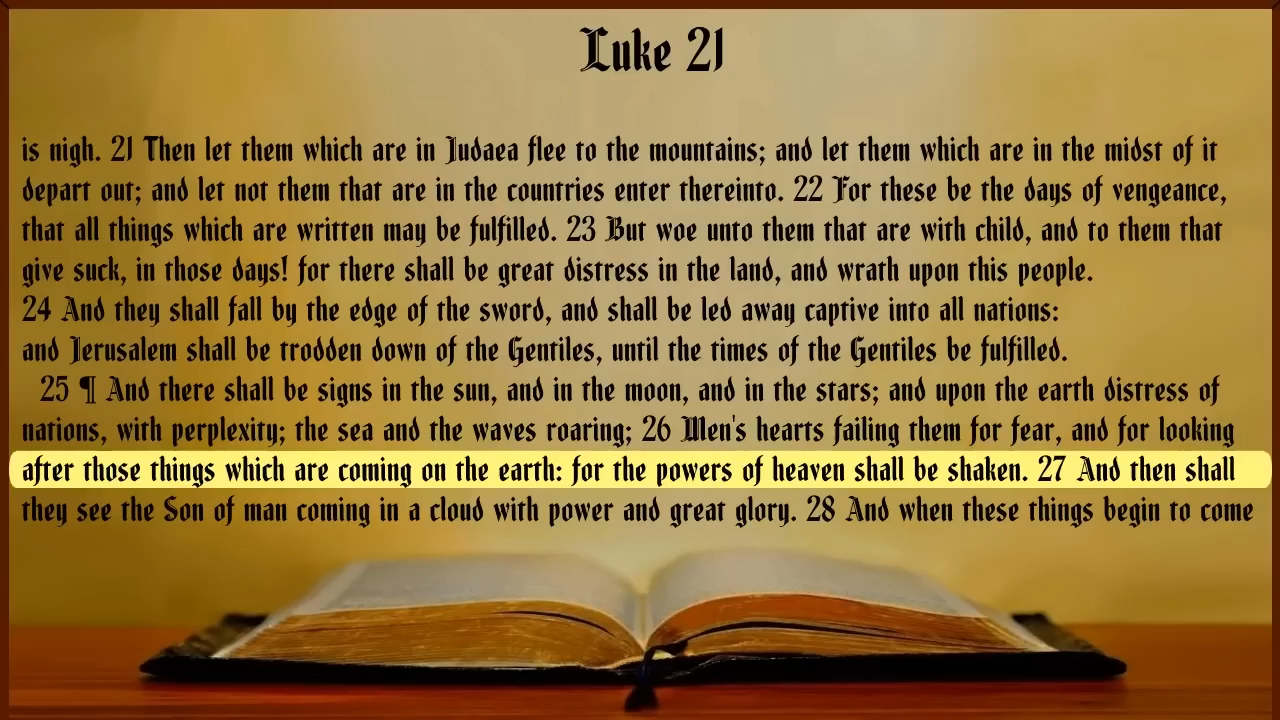 Luke 21
is nigh. 21 Then let them which are in Judaea flee to the mountains; and let them which are in the midst of it
depart out; and let not them that are in the countries enter thereinto. 22 For these be the days of vengeance,
that all things which are written may be fulfilled. 23 But woe unto them that are with child, and to them that
give suck, in those days! for there shall be great distress in the land, and wrath upon this people.
24 And they shall fall by the edge of the sword, and shall be led away captive into all nations:
and Jerusalem shall be trodden down of the Gentiles, until the times of the Gentiles be fulfilled.
25 ¶ And there shall be signs in the sun, and in the moon, and in the stars; and upon the earth distress of
nations, with perplexity; the sea and the waves roaring; 26 Men's hearts failing them for fear, and for looking
after those things which are coming on the earth: for the powers of heaven shall be shaken. 27 And then shall
they see the Son of man coming in a cloud with power and great glory. 28 And when these things begin to come